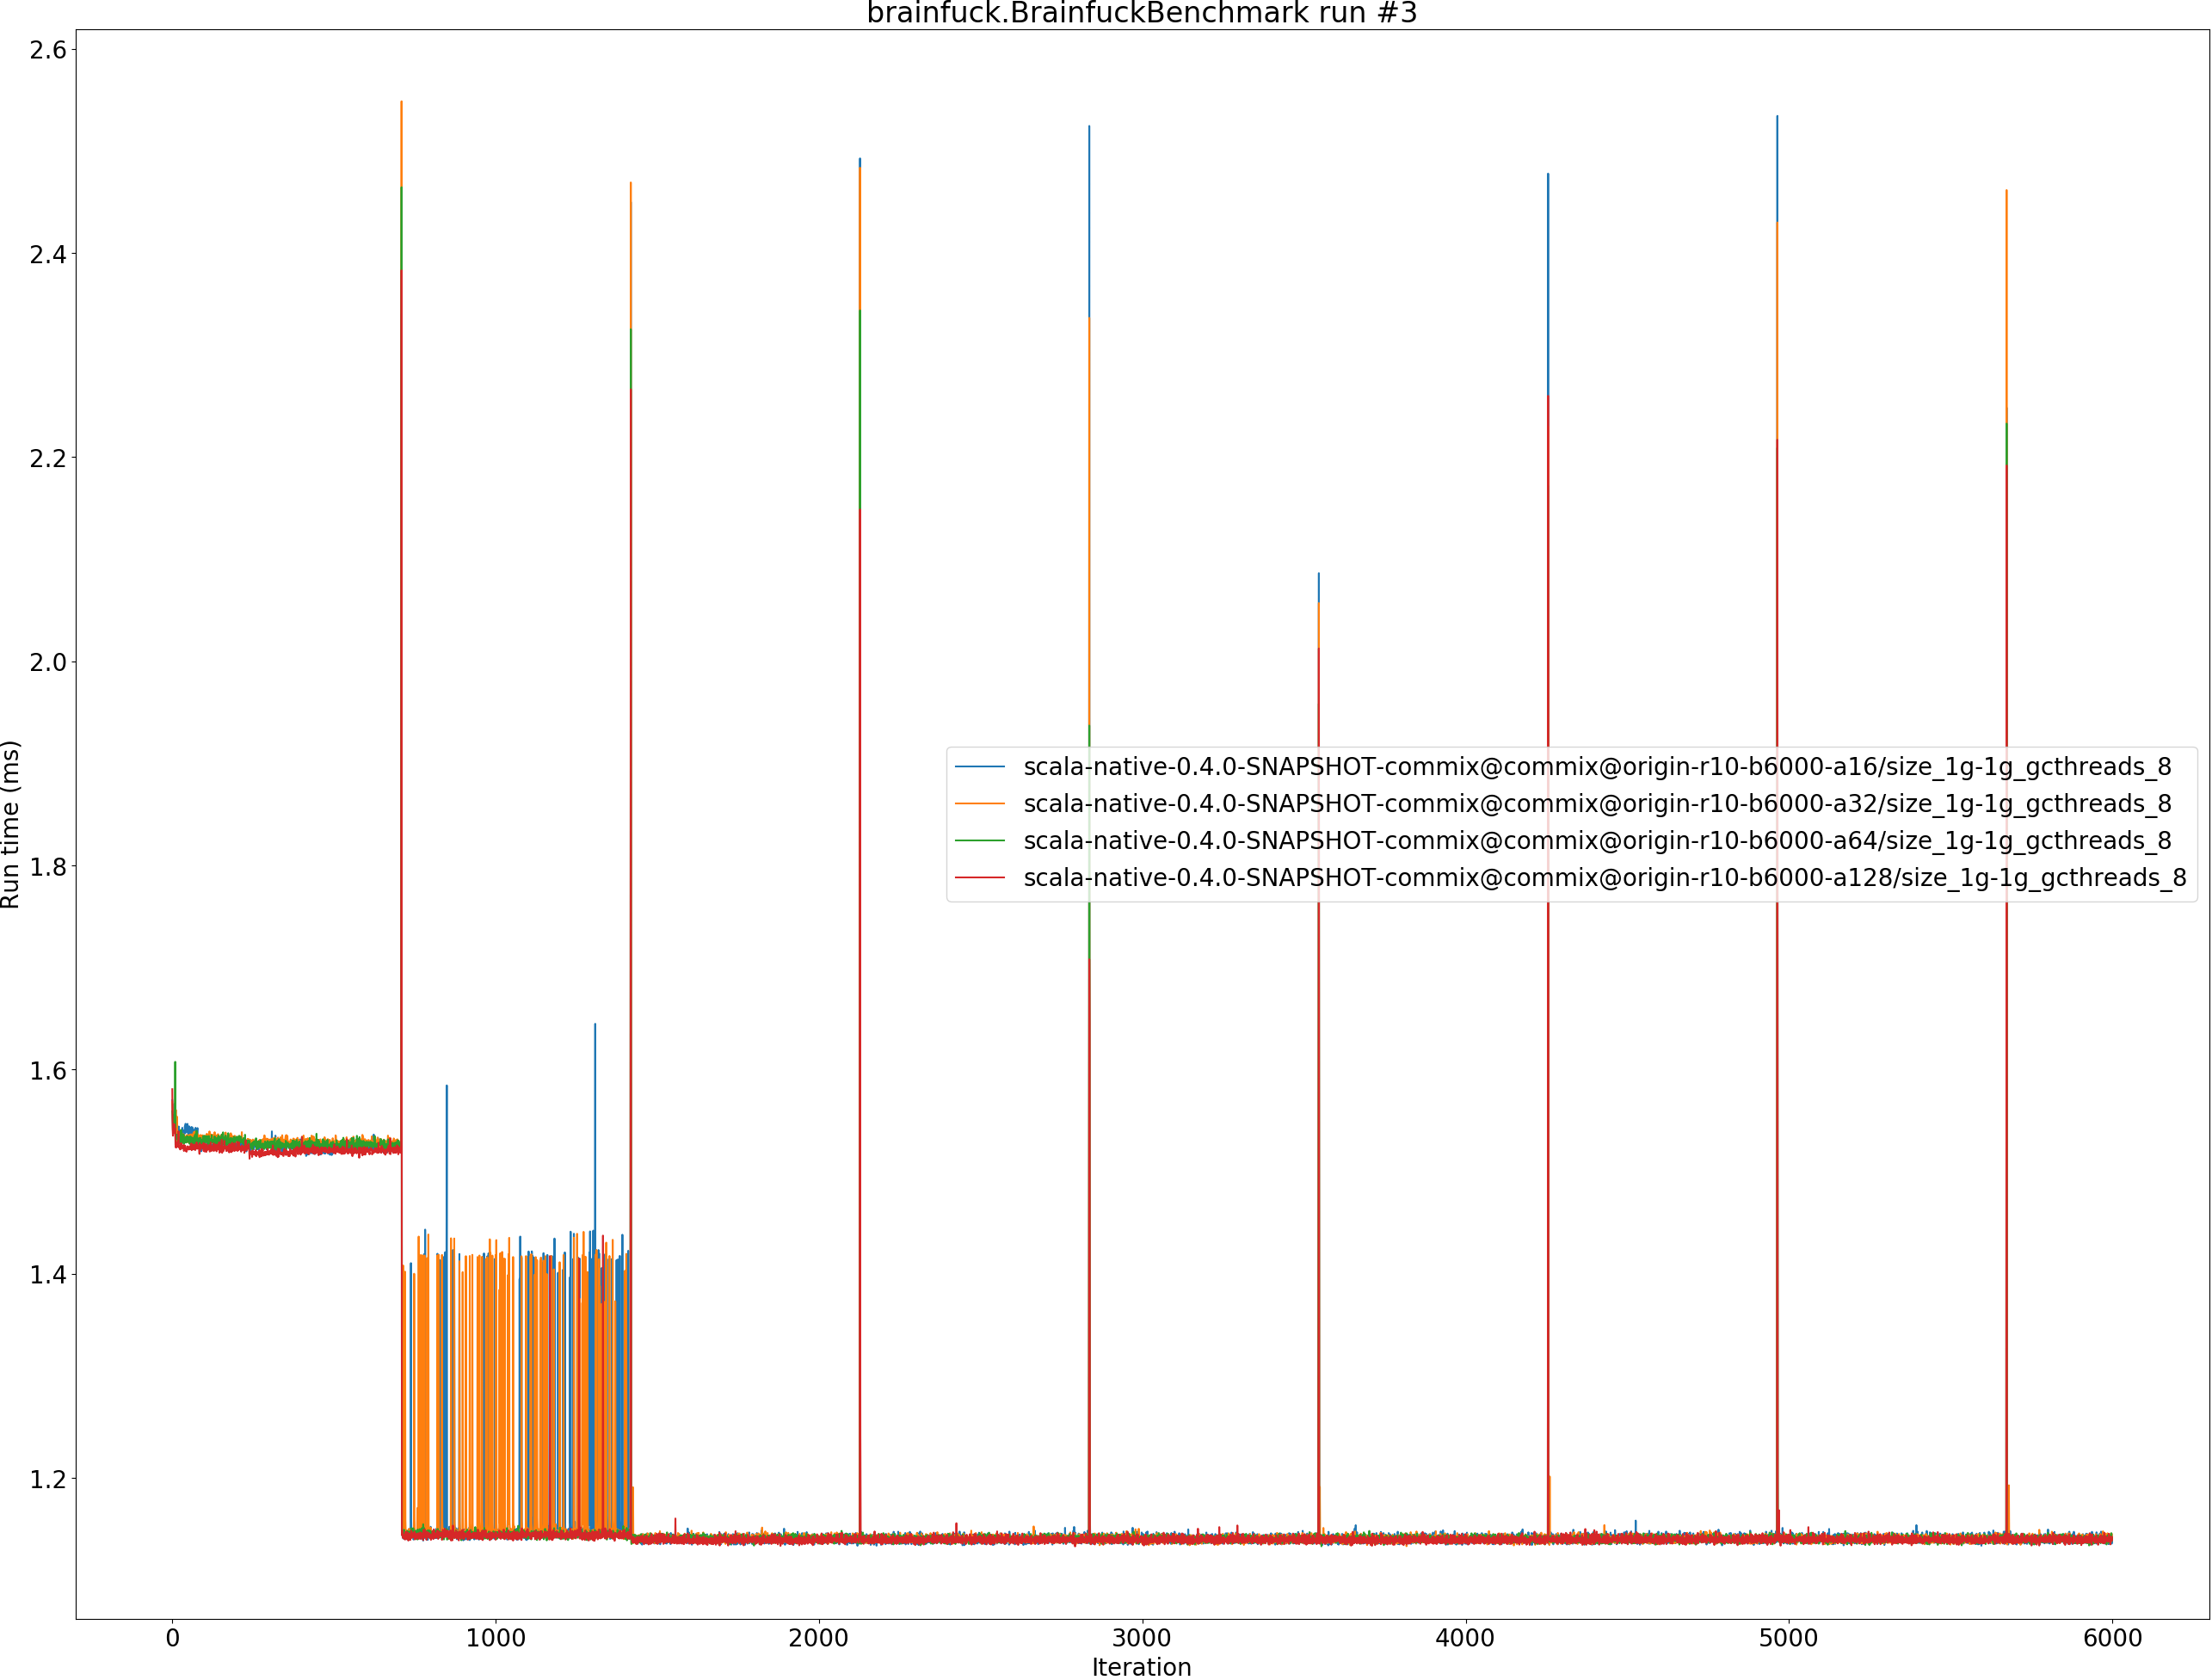 brainfuck.BrainfuckBenchmark run #3
2.6
2.4
2.2
2.0
1.8
1.6
1.4
1.2
Run time (ms)
scala-native-0.4.0-SNAPSHOT-commix@commix@origin-r10-b6000-a16/size_1g-1g_gcthreads_8
scala-native-0.4.0-SNAPSHOT-commix@commix@origin-r10-b6000-a32/size_1g-1g_gcthreads_8
scala-native-0.4.0-SNAPSHOT-commix@commix@origin-r10-b6000-a64/size_1g-1g_gcthreads_8
scala-native-0.4.0-SNAPSHOT-commix@commix@origin-r10-b6000-a128/size_1g-1g_gcthreads_8
0 1000 2000 3000 4000 5000 6000
Iteration